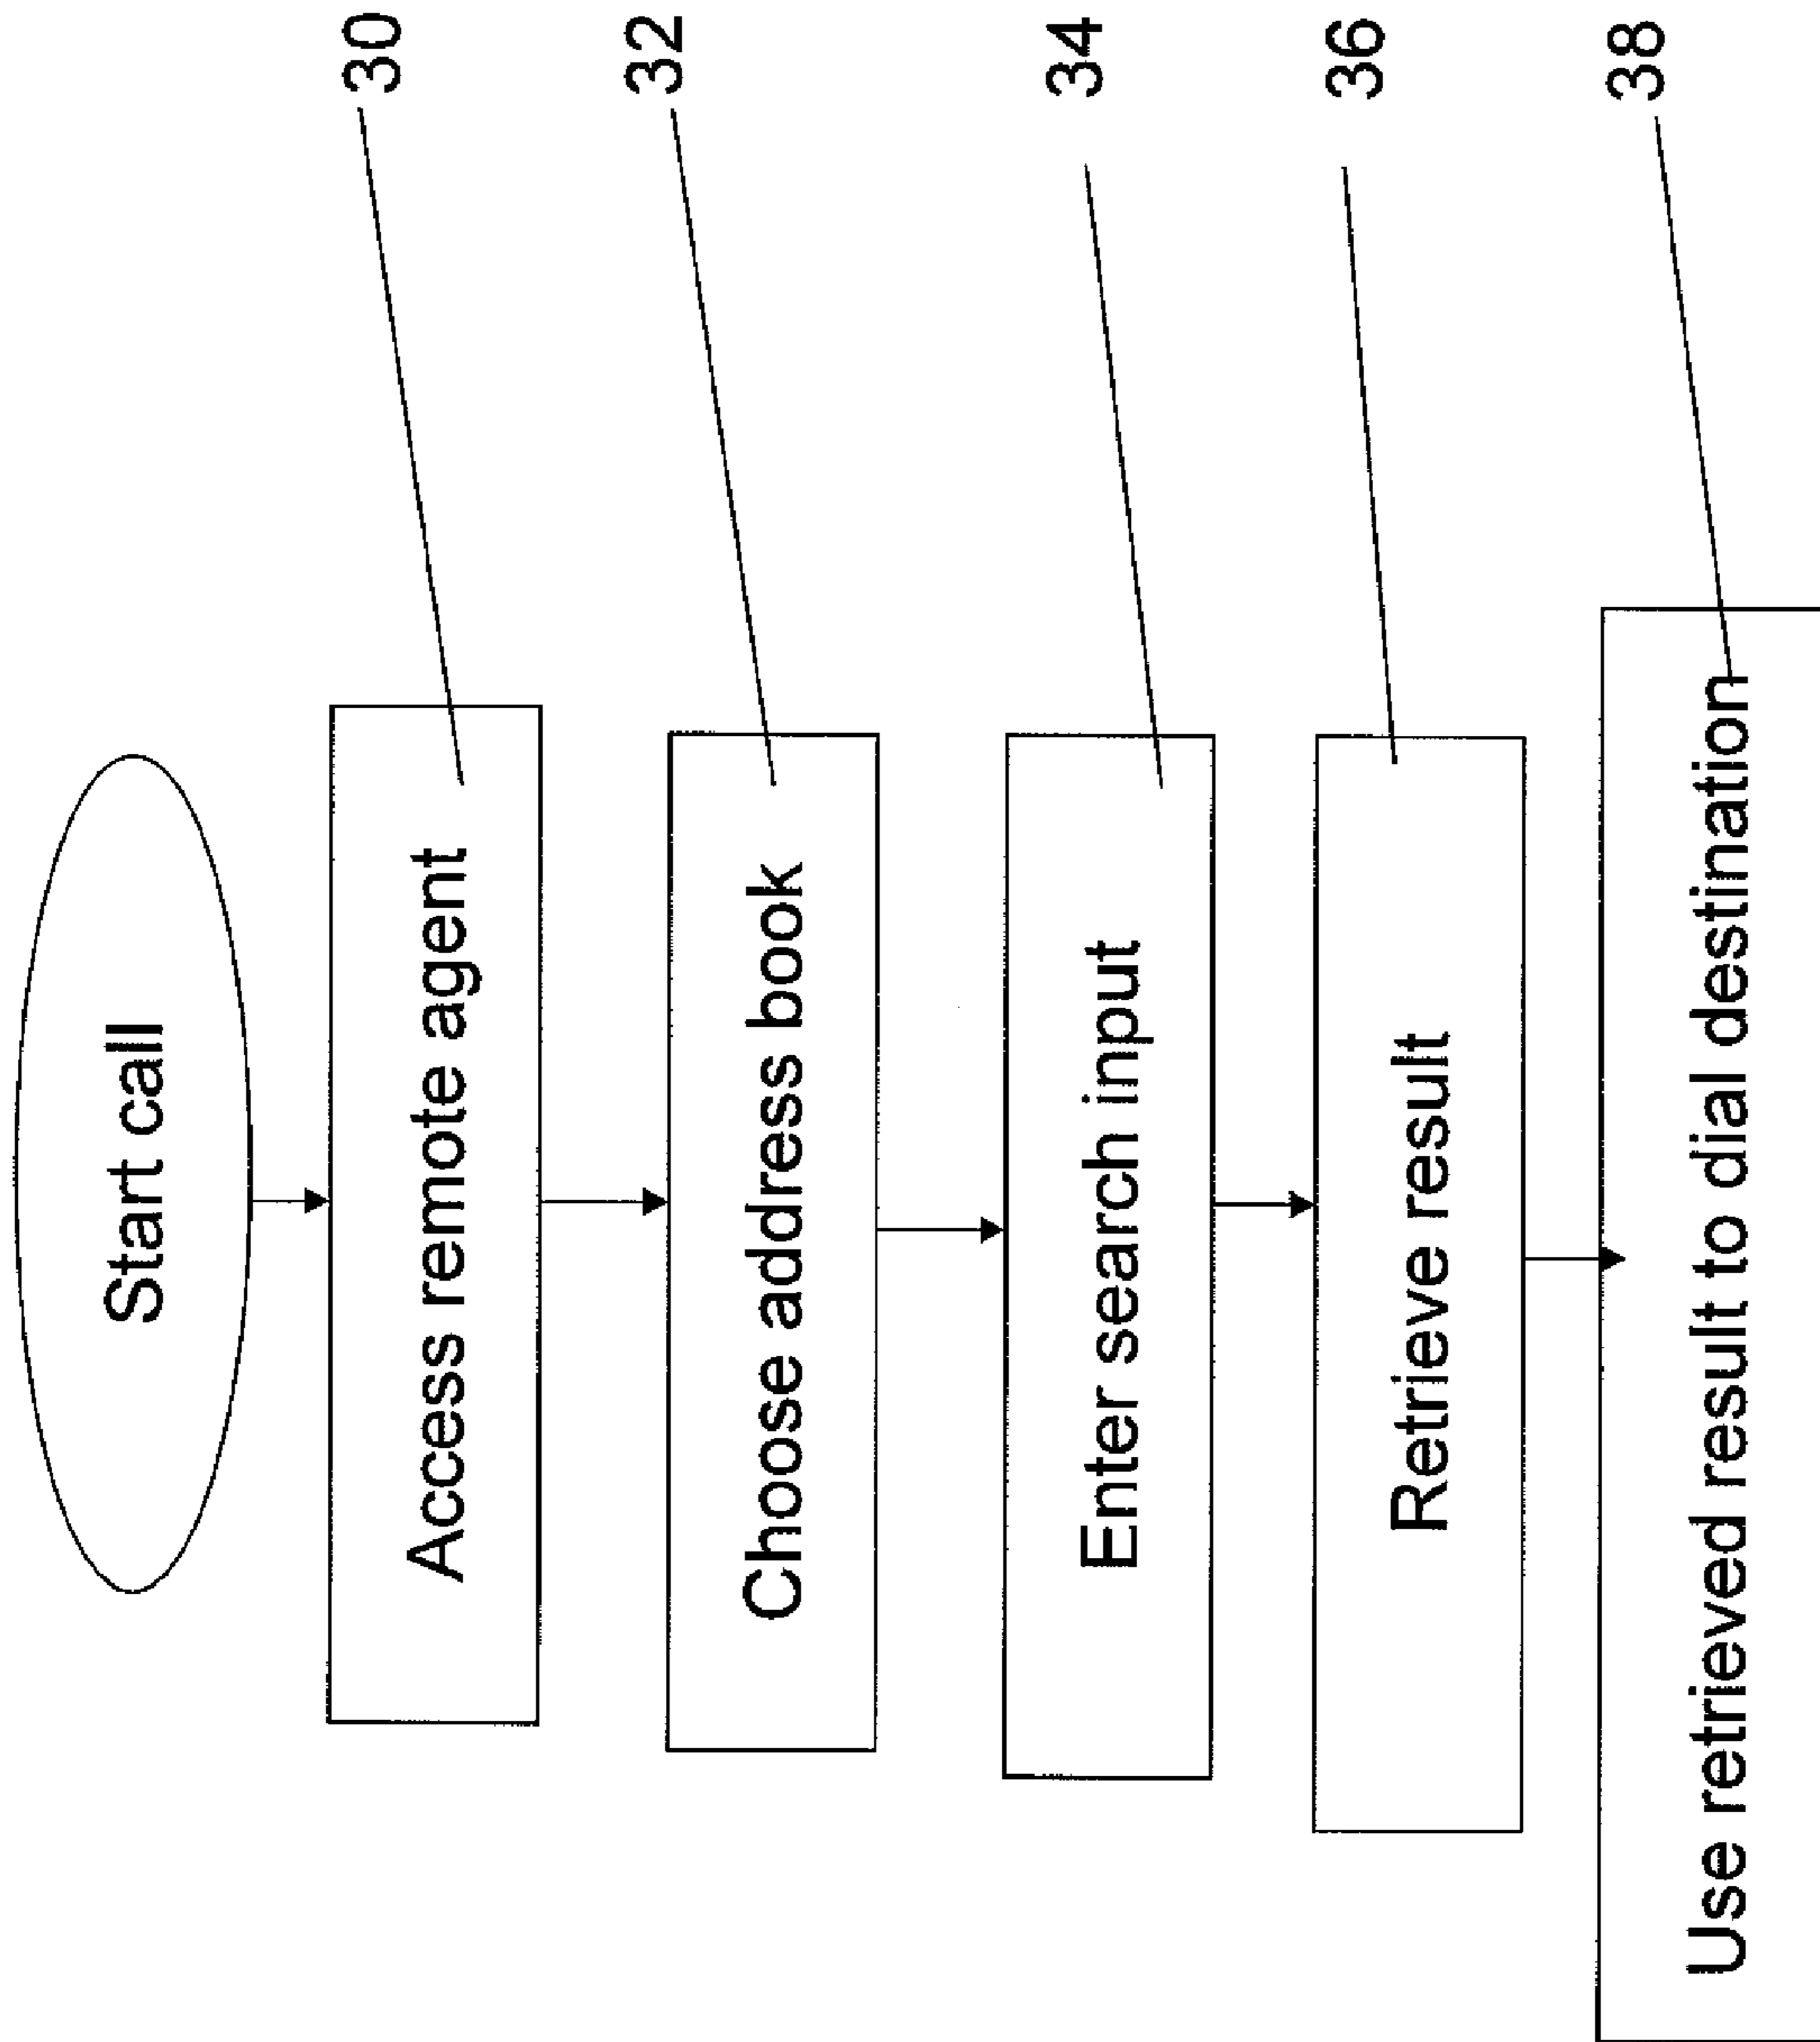 Start call
Access remote agent
30
Choose address book
32
Enter search input
34
Retrieve result
36
Use retrieved result to dial destination
38